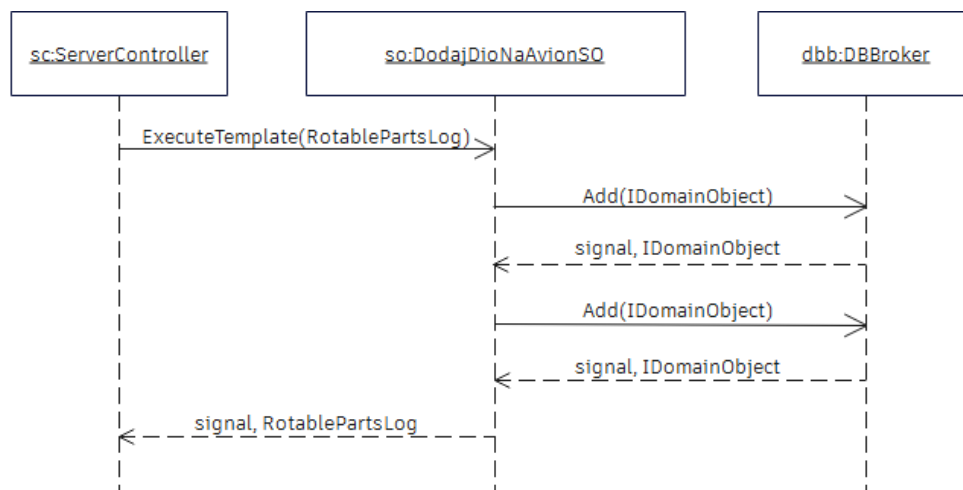 sc:ServerController
so:DodajDioNaAvionSO
dbb:DBBroker
ExecuteTemplate(RotablePartsLog)
Add(IDomainObject)
signal, IDomainObject
Add(IDomainObject)
signal, IDomainObject
signal, RotablePartsLog